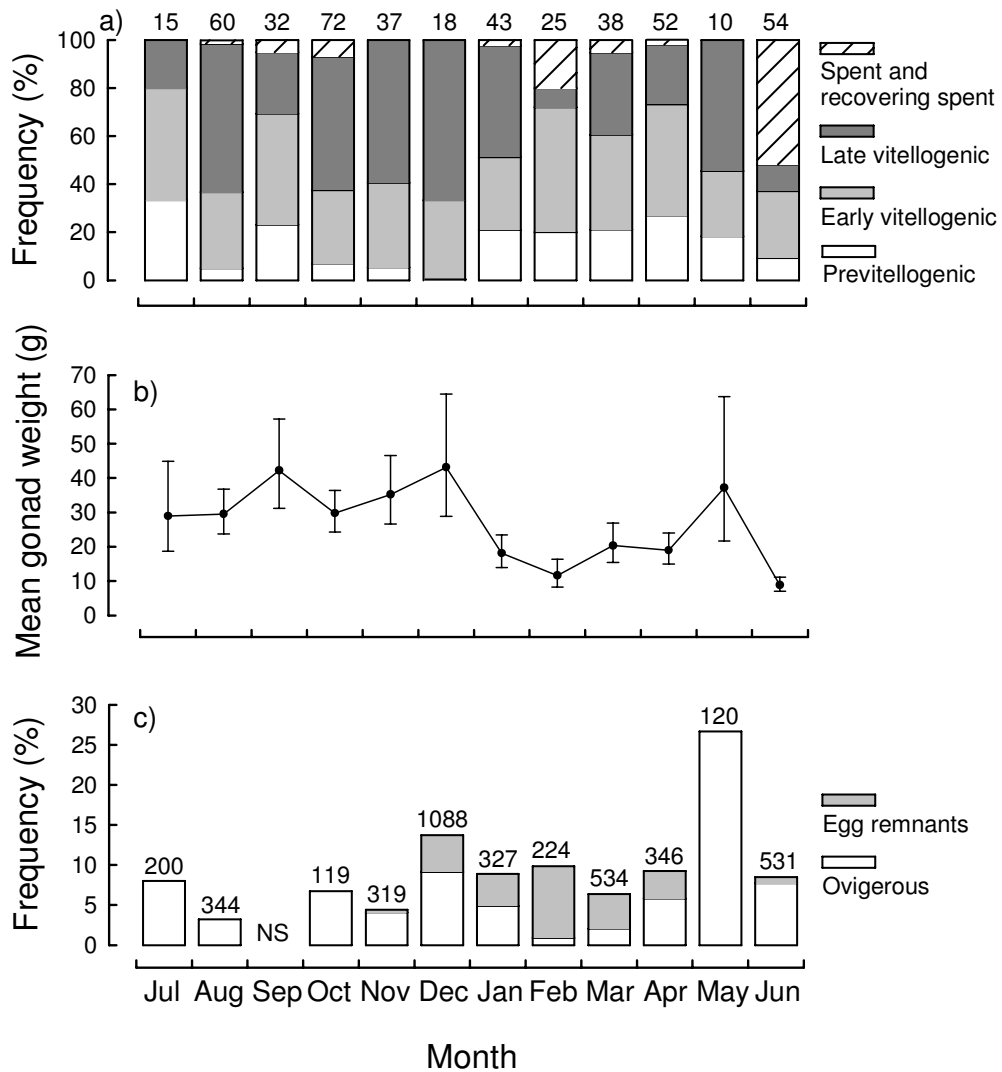 a) 15 60 32 72 37 18 43 25 38 52 10 54
Frequency (%)
100
80
60
40
20
0
Spent and
recovering spent
Late vitellogenic
Early vitellogenic
Previtellogenic
b)
Mean gonad weight (g)
70
60
50
40
30
20
10
0
c)
Frequency (%)
30
25
20
15
10
5
0
200 344 NS 119 319 1088 327 224 534 346 120 531
Egg remnants
Ovigerous
Jul Aug Sep Oct Nov Dec Jan Feb Mar Apr May Jun
Month